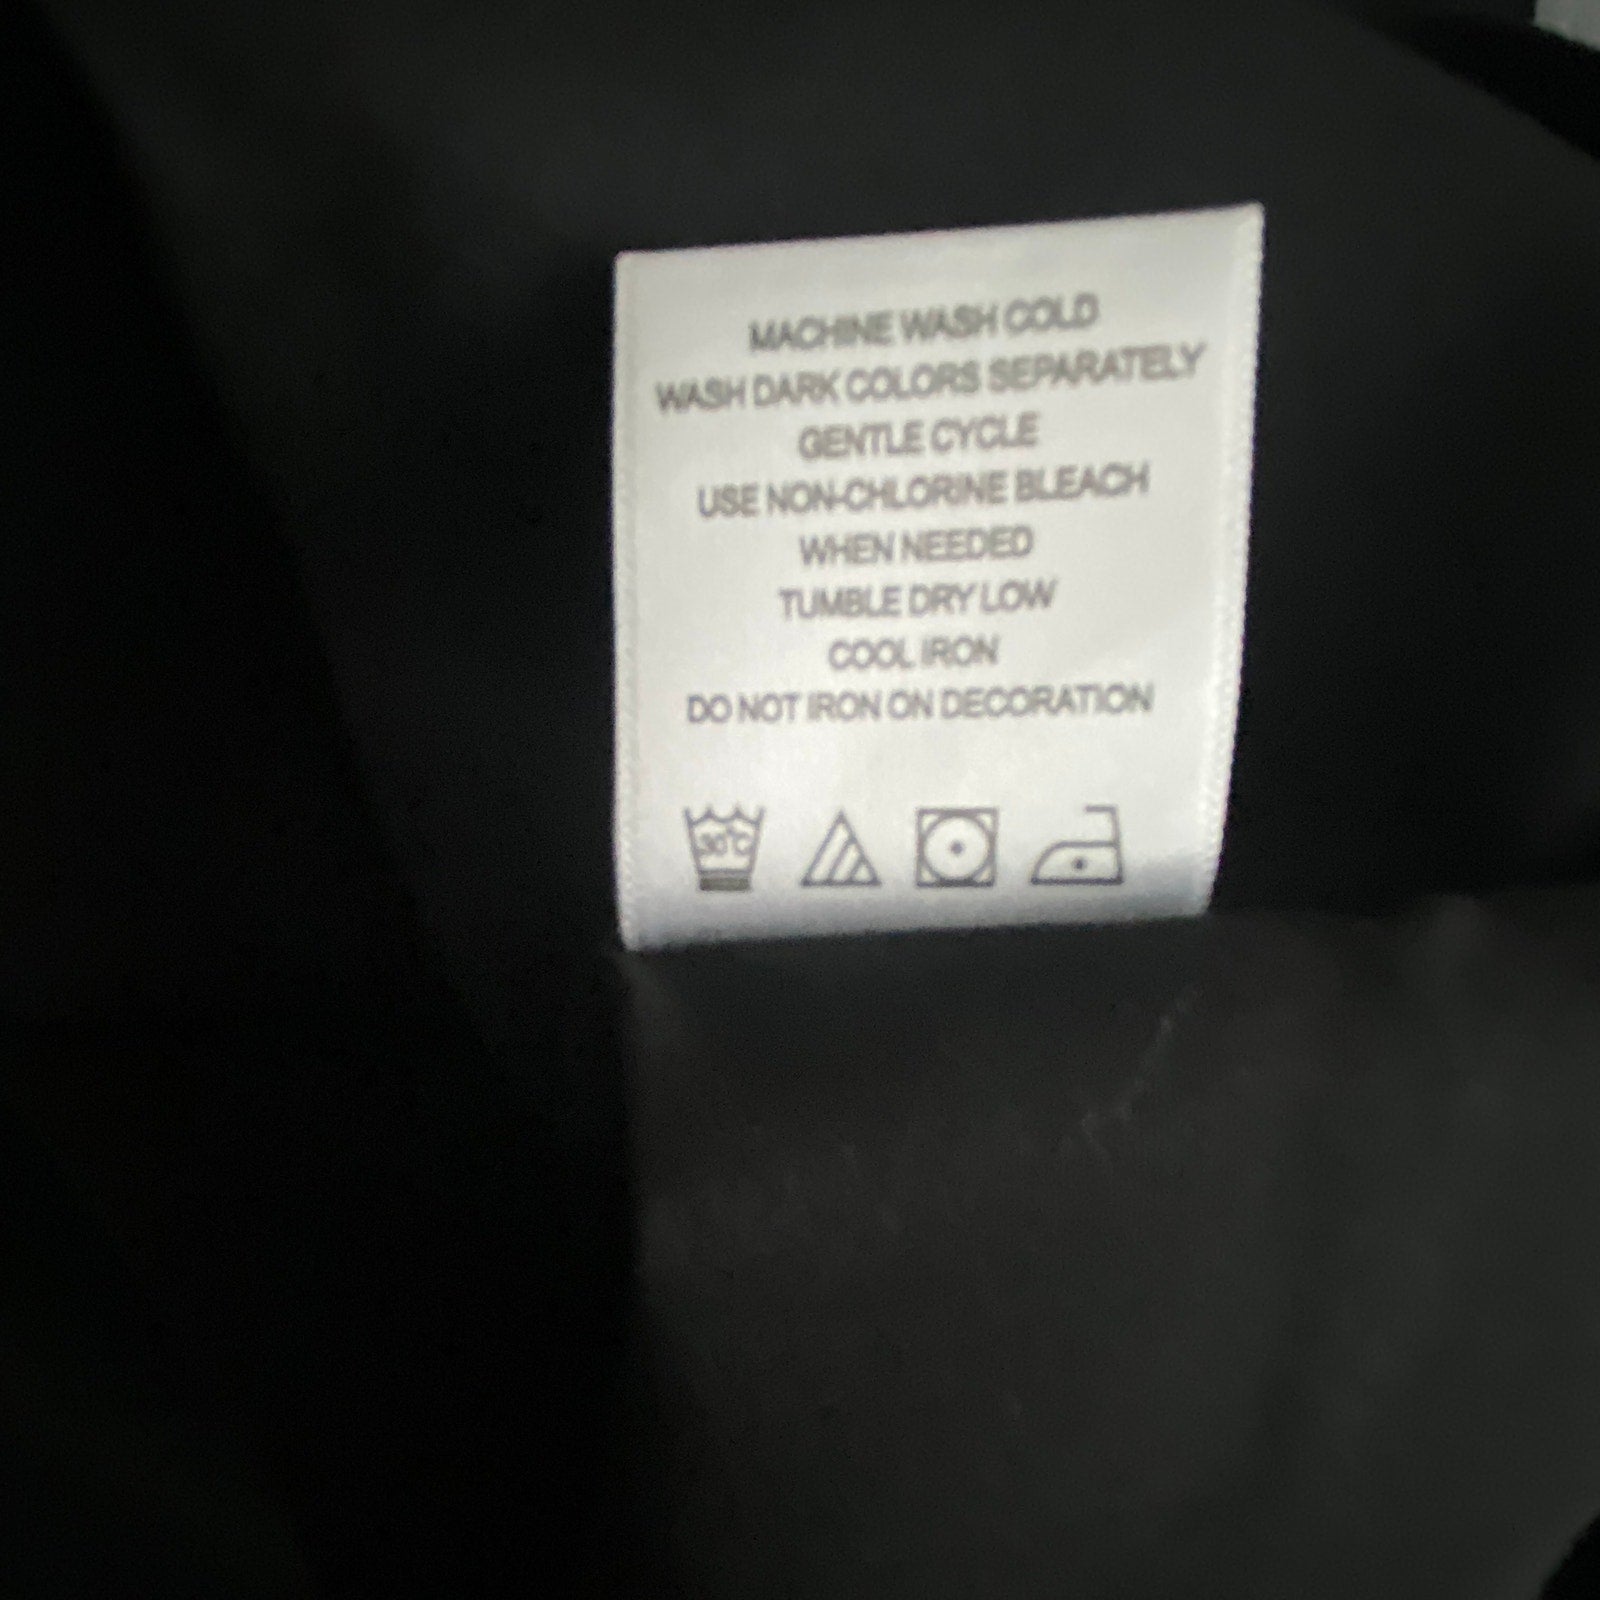 MACHINE WASH COLD
WASH DARK COLORS SEPARATELY
GENTLE CYCLE
USE NON-CHLORINE BLEACH
WHEN NEEDED
TUMBLE DRY LOW
COOL IRON
DO NOT IRON ON DECORATION
30°C